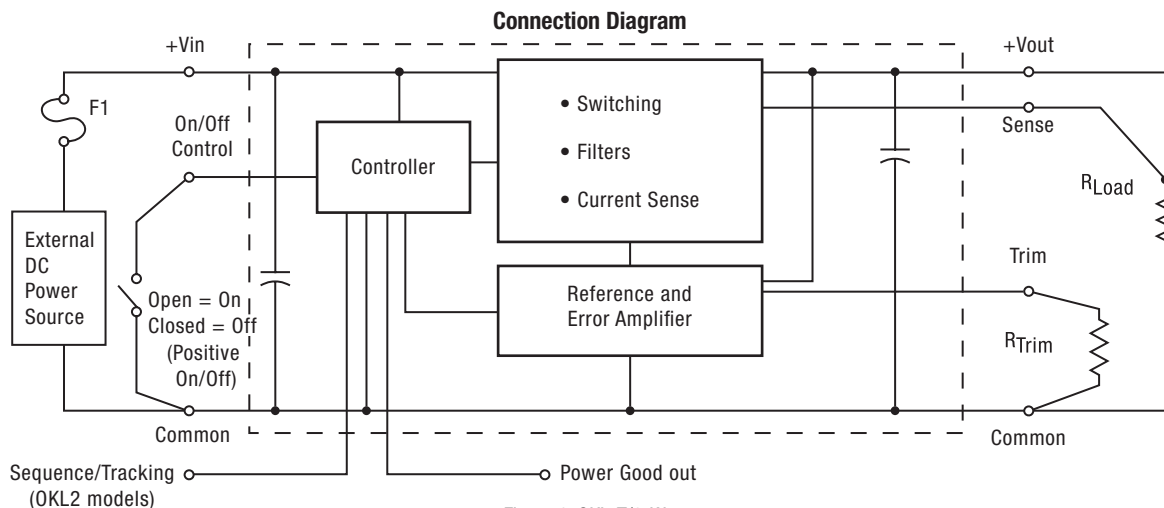 Connection Diagram
+Vin
+Vout
F1
On/Off
Control
Controller
• Switching
• Filters
• Current Sense
Sense
RLoad
External
DC
Power
Source
Open = On
Closed = Off
(Positive
On/Off)
Reference and
Error Amplifier
Trim
RTrim
Common
Common
Sequence/Tracking
(OKL2 models)
Power Good out